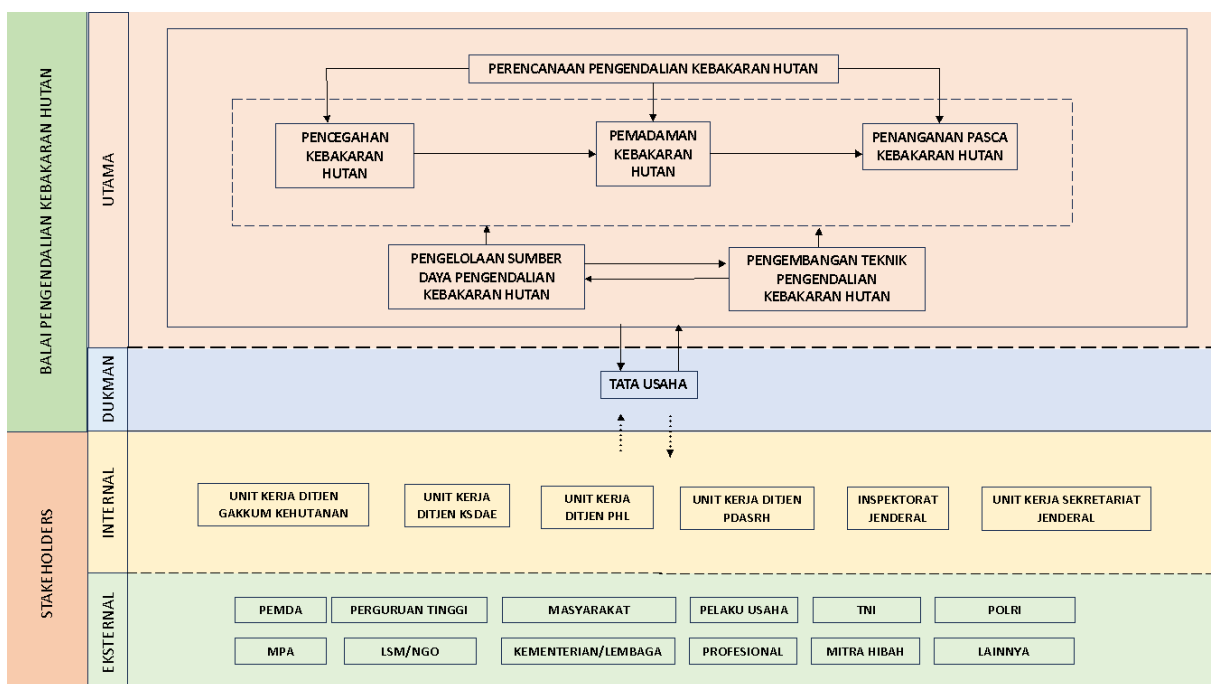 BALAI PENGENDALIAN KEBAKARAN HUTAN
UTAMA
PERENCANAAN PENGENDALIAN KEBAKARAN HUTAN
PENCEGAHAN
KEBAKARAN
HUTAN
PEMADAMAN
KEBAKARAN
HUTAN
PENANGANAN PASCA
KEBAKARAN HUTAN
PENGELOLAAN SUMBER
DAYA PENGENDALIAN
KEBAKARAN HUTAN
PENGEMBANGAN TEKNIK
PENGENDALIAN
KEBAKARAN HUTAN
DUKMAN
TATA USAHA
STAKEHOLDERS
INTERNAL
UNIT KERJA DITJEN
GAKKUM KEHUTANAN
UNIT KERJA
DITJEN KSDAE
UNIT KERJA
DITJEN PHL
UNIT KERJA DITJEN
PDASRH
INSPEKTORAT
JENDERAL
UNIT KERJA SEKRETARIAT
JENDERAL
EKSTERNAL
PEMDA
PERGURUAN TINGGI
MASYARAKAT
PELAKU USAHA
TNI
POLRI
MPA
LSM/NGO
KEMENTERIAN/LEMBAGA
PROFESIONAL
MITRA HIBAH
LAINNYA